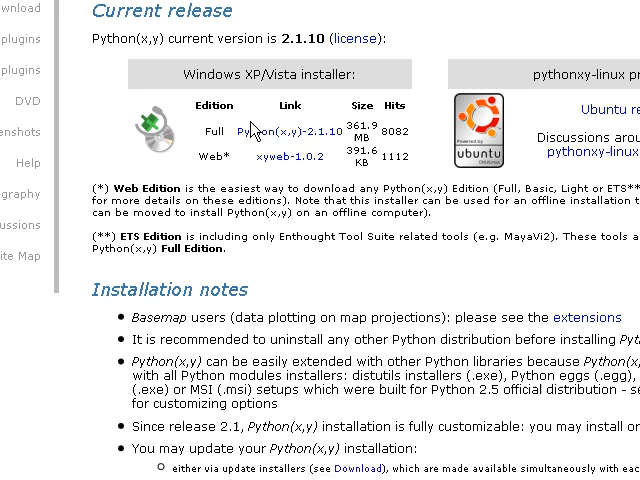 wnload
plugins
plugins
DVD
enshots
Help
graphy
ussions
ite Map
Current release
Python(x,y) current version is 2.1.10 (license):
Windows XP/Vista installer:
Edition Link Size Hits
Full Python(x,y)-2.1.10 361.9 MB 8082
Web* xyweb-1.0.2 391.6 KB 1112
pythonxy-linux pr
Powered by
ubuntu
Ubuntu re
Discussions arou
pythonxy-linux
(*) Web Edition is the easiest way to download any Python(x,y) Edition (Full, Basic, Light or ETS**
for more details on these editions). Note that this installer can be used for an offline installation t
can be moved to install Python(x,y) on an offline computer).
(**) ETS Edition is including only Enthought Tool Suite related tools (e.g. MayaVi2). These tools a
Python(x,y) Full Edition.
Installation notes
Basemap users (data plotting on map projections): please see the extensions
It is recommended to uninstall any other Python distribution before installing Pyt
Python(x,y) can be easily extended with other Python libraries because Python(x,
with all Python modules installers: distutils installers (.exe), Python eggs (.egg),
(.exe) or MSI (.msi) setups which were built for Python 2.5 official distribution - se
for customizing options
Since release 2.1, Python(x,y) installation is fully customizable: you may install or
You may update your Python(x,y) installation:
either via update installers (see Download), which are made available simultaneously with eac